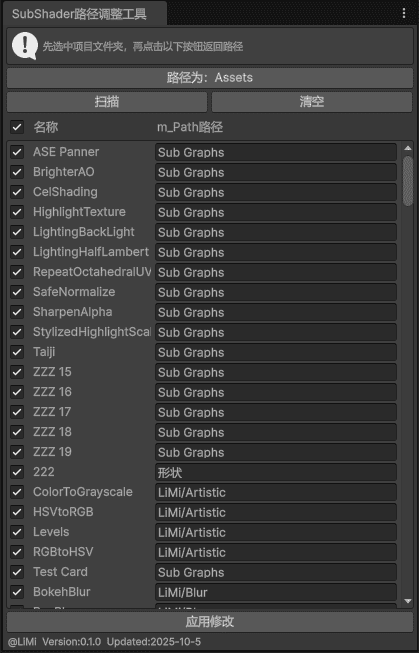 SubShader路径调整工具
先选中项目文件夹，再点击以下按钮返回路径
路径为：Assets
扫描 清空
名称 m_Path路径
ASE Panner Sub Graphs
BrighterAO Sub Graphs
CelShading Sub Graphs
HighlightTexture Sub Graphs
LightingBackLight Sub Graphs
LightingHalfLambert Sub Graphs
RepeatOctahedralUV Sub Graphs
SafeNormalize Sub Graphs
SharpenAlpha Sub Graphs
StylizedHighlightScal Sub Graphs
Taiji Sub Graphs
ZZZ 15 Sub Graphs
ZZZ 16 Sub Graphs
ZZZ 17 Sub Graphs
ZZZ 18 Sub Graphs
ZZZ 19 Sub Graphs
222 形状
ColorToGrayscale LiMi/Artistic
HSVtoRGB LiMi/Artistic
Levels LiMi/Artistic
RGBtoHSV LiMi/Artistic
Test Card Sub Graphs
BokehBlur LiMi/Blur
应用修改
@LiMi Version:0.1.0 Updated:2025-10-5